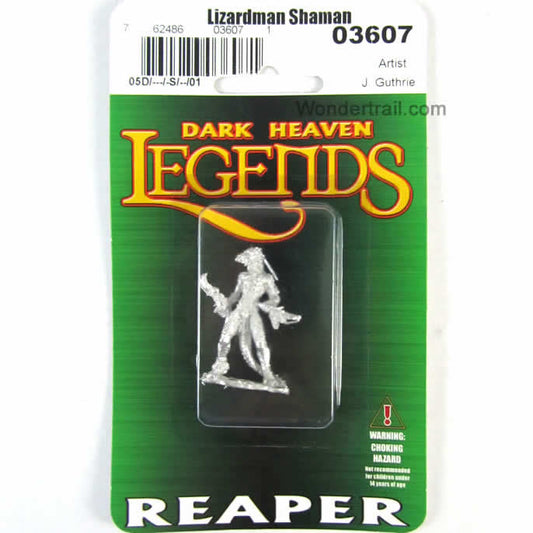 Lizardman Shaman
7 62486 03607 1
03607
Artist
05D/---/-S/--/01
J. Guthrie
Wondertrail.com
DARK HEAVEN
LEGENDS
WARNING:
CHOKING
HAZARD
Not recommended
for children under
14 years of age
REAPER